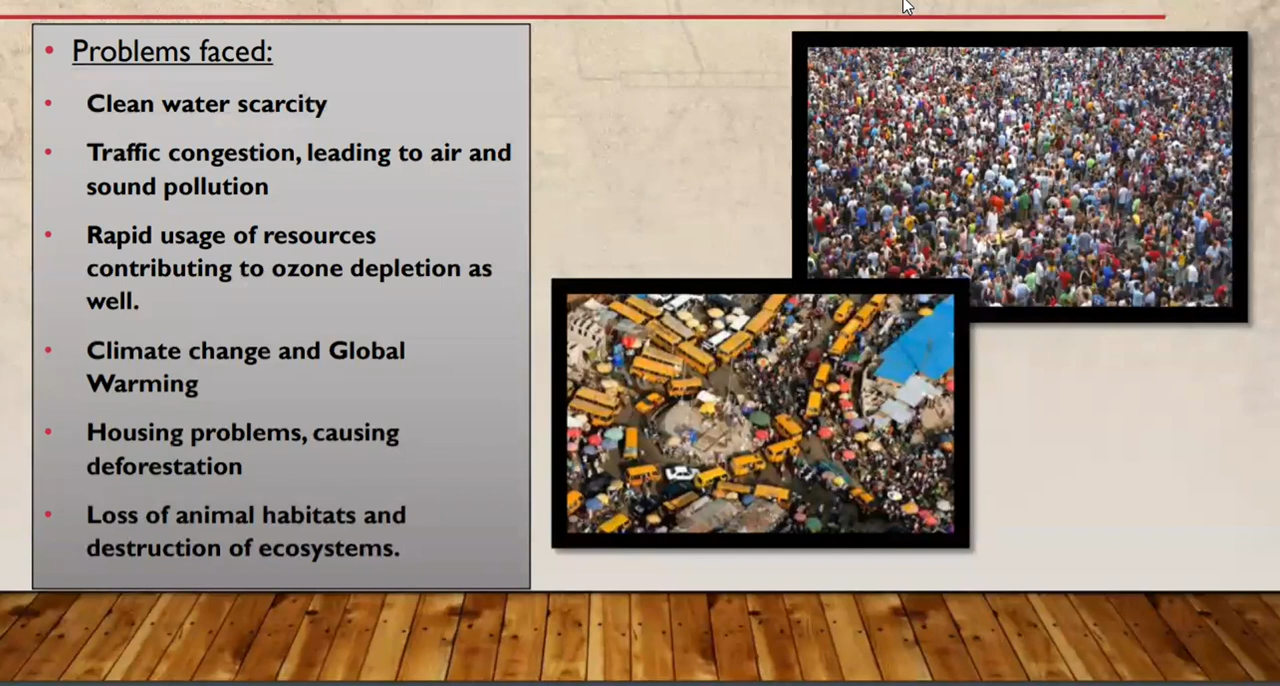 Problems faced:
Clean water scarcity
Traffic congestion, leading to air and
sound pollution
Rapid usage of resources
contributing to ozone depletion as
well.
Climate change and Global
Warming
Housing problems, causing
deforestation
Loss of animal habitats and
destruction of ecosystems.